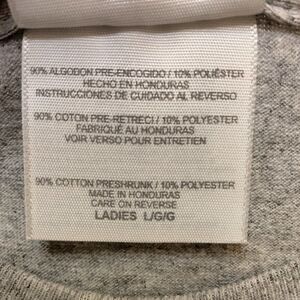 90% ALGODON PRE-ENCOGIDO / 10% POLIÉSTER
HECHO EN HONDURAS
INSTRUCCIONES DE CUIDADO AL REVERSO
90% COTON PRE-RETRECI / 10% POLYESTER
FABRIQUÉ AU HONDURAS
VOIR VERSO POUR ENTRETIEN
90% COTTON PRESHRUNK / 10% POLYESTER
MADE IN HONDURAS
CARE ON REVERSE
LADIES L/G/G